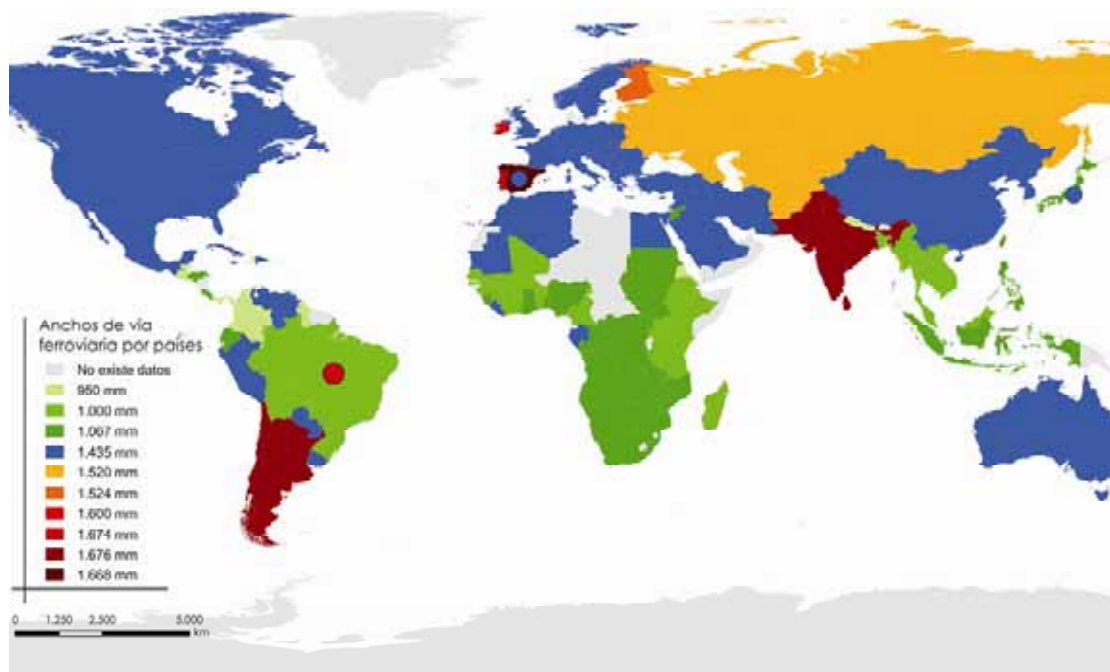 Anchos de vía
ferroviaria por países
No existe datos
950 mm
1.000 mm
1.067 mm
1.435 mm
1.520 mm
1.524 mm
1.600 mm
1.674 mm
1.676 mm
1.668 mm
0 1.250 2.500 5.000
km